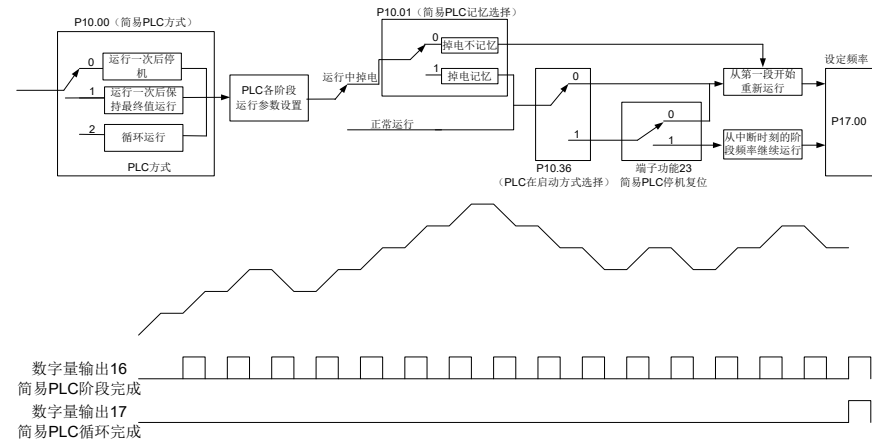 P10.00（简易PLC方式）
0
运行一次后停
机
1
运行一次后保
持最终值运行
2
循环运行
PLC方式
PLC各阶段
运行参数设置
运行中掉电
正常运行
P10.01（简易PLC记忆选择）
0
掉电不记忆
1
掉电记忆
0
1
P10.36
（PLC在启动方式选择）
0
1
端子功能23
简易PLC停机复位
从第一段开始
重新运行
从中断时刻的阶
段频率继续运行
设定频率
P17.00
数字量输出16
简易PLC阶段完成
数字量输出17
简易PLC循环完成